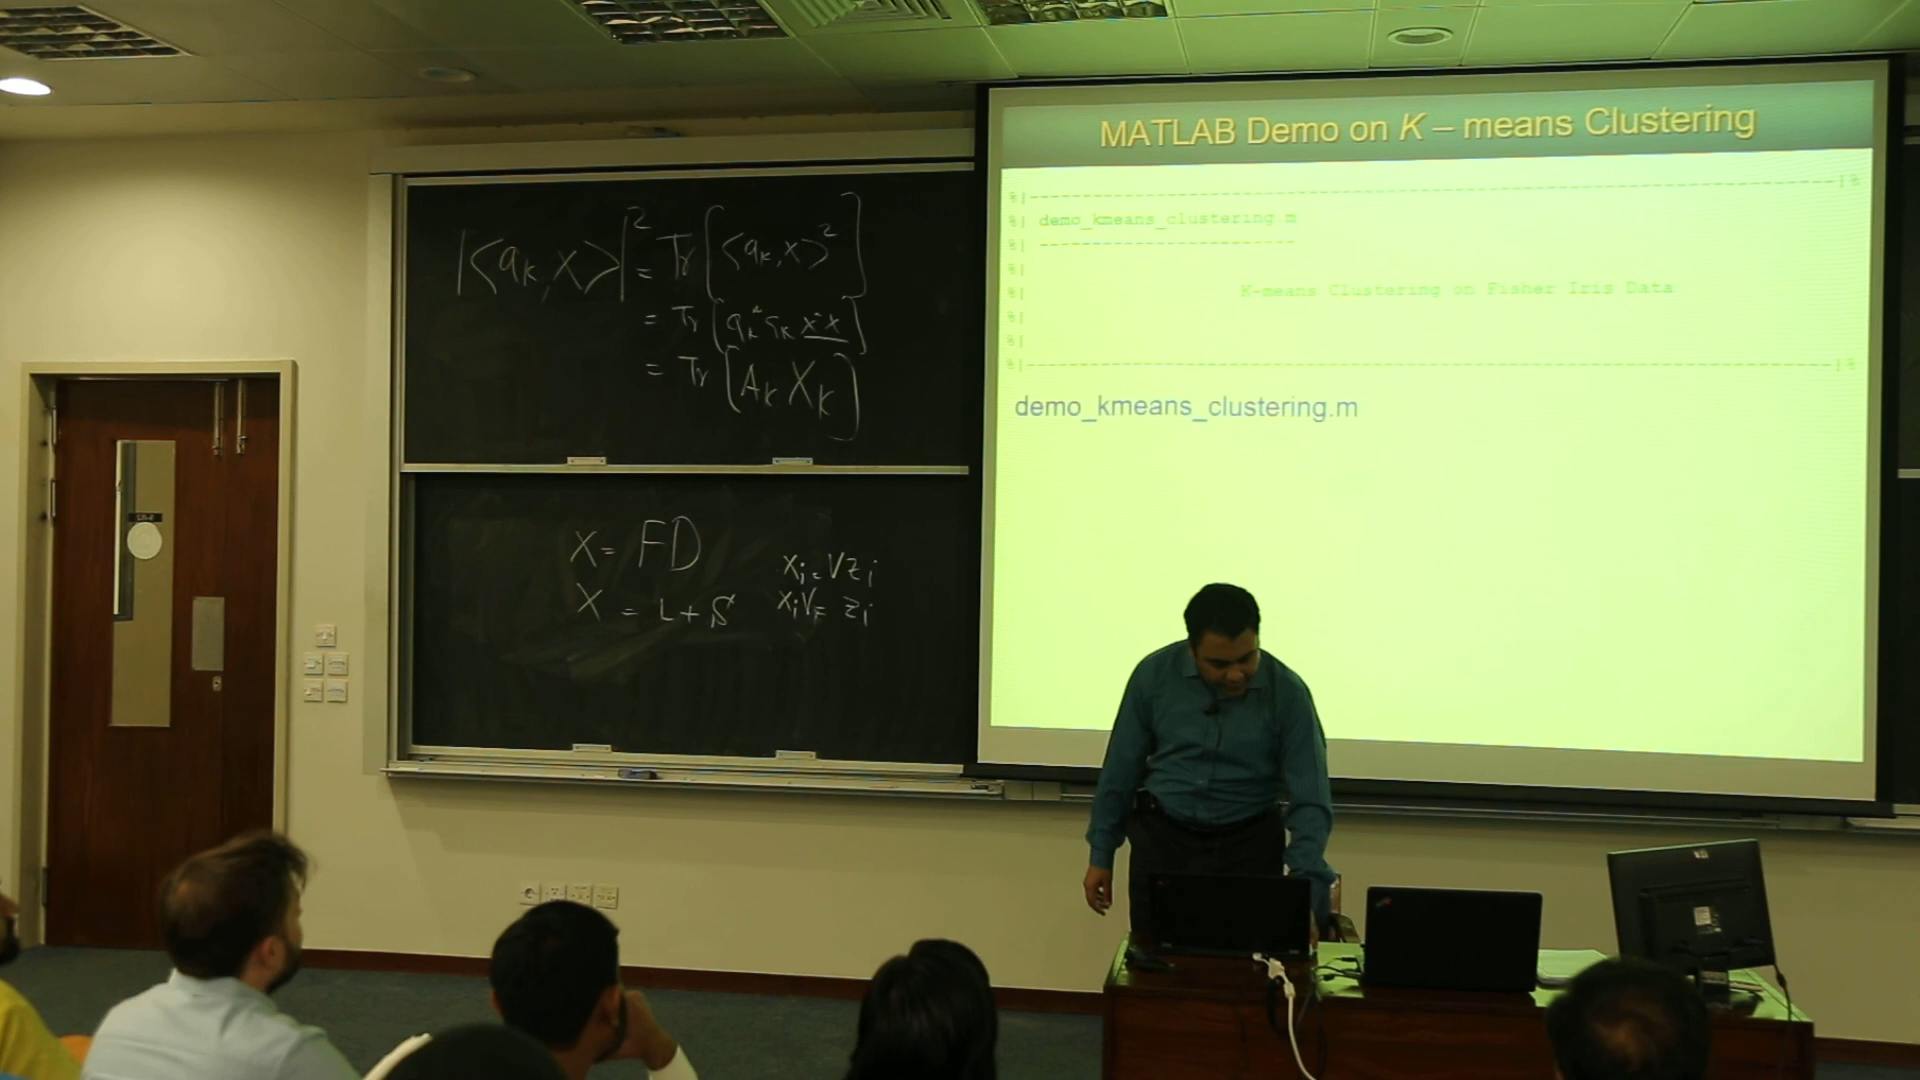 |<a_k, x>|² = Tr [<a_k, x>²]
= Tr [a_k* a_k x* x]
= Tr [A_k X_k]
X = FD
X = L + S
x_i = V z_i
x_i V = z_i
MATLAB Demo on K – means Clustering
%|----------------------------------------------------------------------|%
%| demo_kmeans_clustering.m
%| ------------------------
%|
%| K-means Clustering on Fisher Iris Data
%|
%|
%|----------------------------------------------------------------------|%
demo_kmeans_clustering.m